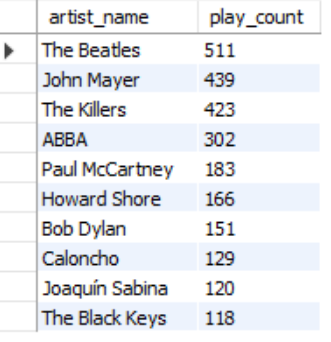 artist_name play_count
The Beatles 511
John Mayer 439
The Killers 423
ABBA 302
Paul McCartney 183
Howard Shore 166
Bob Dylan 151
Caloncho 129
Joaquín Sabina 120
The Black Keys 118